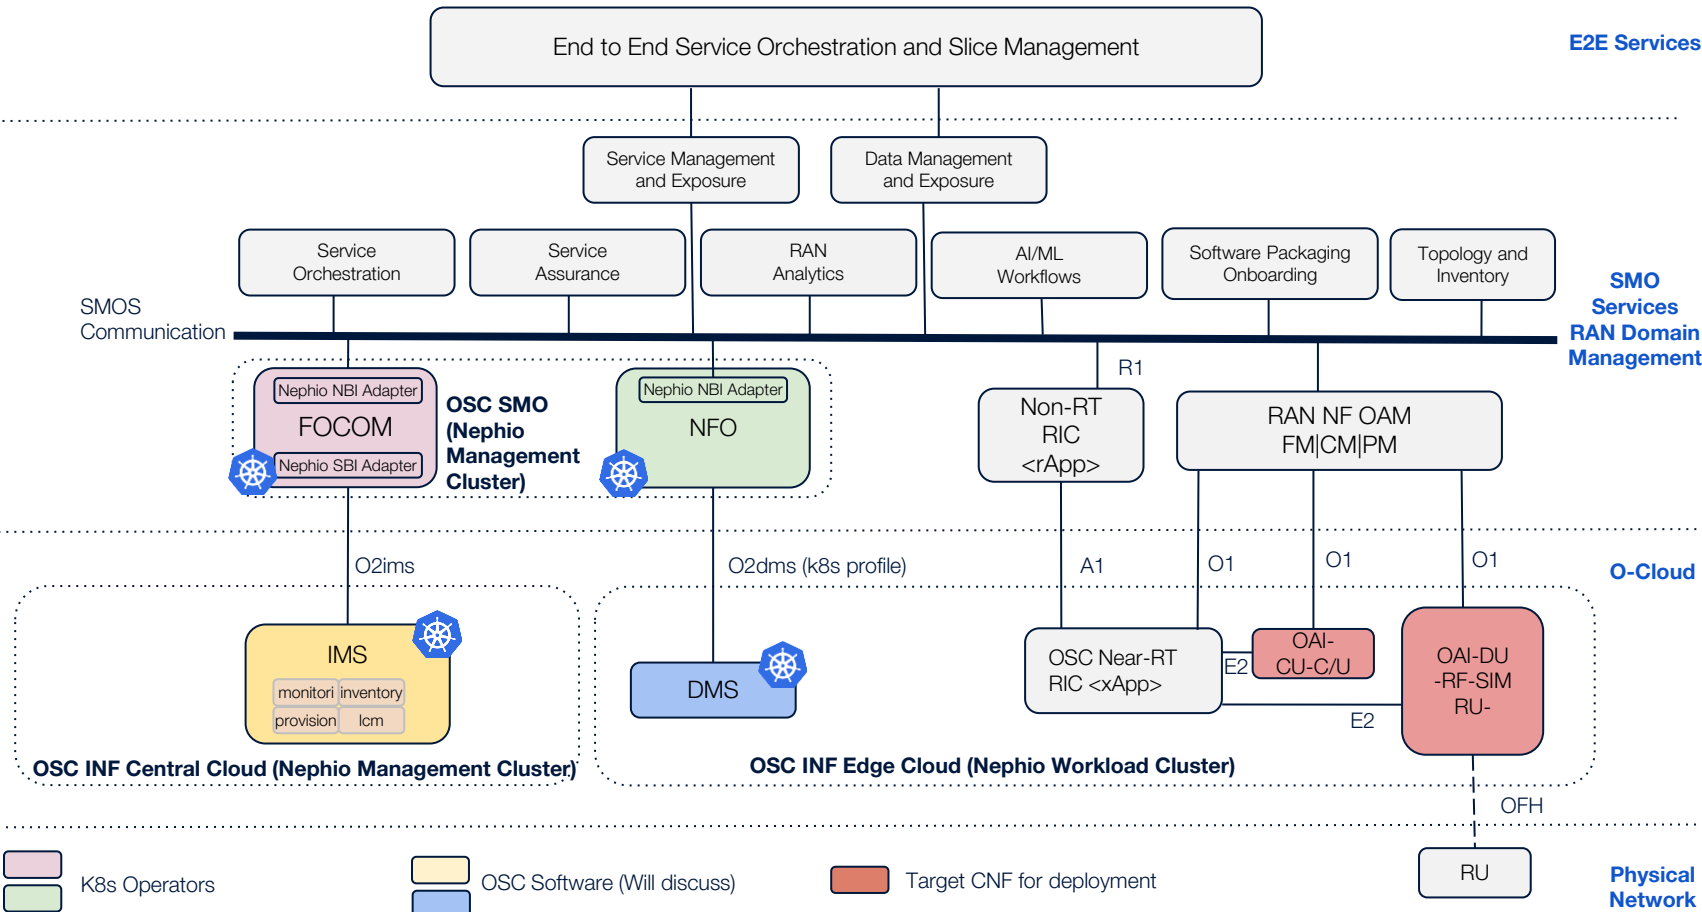 End to End Service Orchestration and Slice Management
E2E Services
Service Management
and Exposure
Data Management
and Exposure
Service
Orchestration
Service
Assurance
RAN
Analytics
AI/ML
Workflows
Software Packaging
Onboarding
Topology and
Inventory
SMO
Services
RAN Domain
Management
SMOS
Communication
R1
Nephio NBI Adapter
FOCOM
Nephio SBI Adapter
OSC SMO
(Nephio
Management
Cluster)
Nephio NBI Adapter
NFO
Non-RT
RIC
<rApp>
RAN NF OAM
FM|CM|PM
O2ims
O2dms (k8s profile)
A1
O1
O1
O1
O-Cloud
IMS
monitori
inventory
provision
lcm
OSC INF Central Cloud (Nephio Management Cluster)
DMS
OSC Near-RT
RIC <xApp>
E2
OAI-
CU-C/U
E2
OAI-DU
-RF-SIM
RU-
OSC INF Edge Cloud (Nephio Workload Cluster)
OFH
RU
Physical
Network
K8s Operators
OSC Software (Will discuss)
Target CNF for deployment